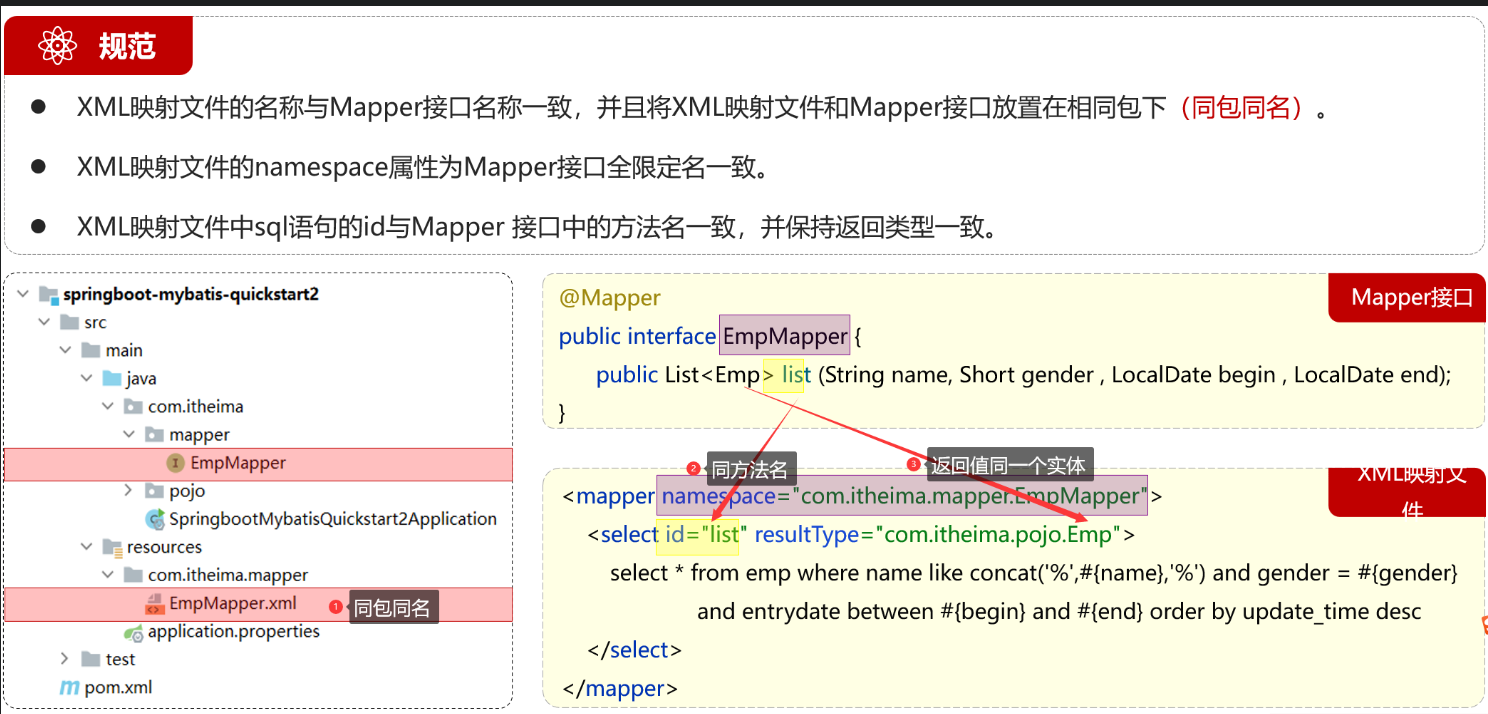 规范
● XML映射文件的名称与Mapper接口名称一致，并且将XML映射文件和Mapper接口放置在相同包下（同包同名）。
● XML映射文件的namespace属性为Mapper接口全限定名一致。
● XML映射文件中sql语句的id与Mapper 接口中的方法名一致，并保持返回类型一致。
springboot-mybatis-quickstart2
src
main
java
com.itheima
mapper
I EmpMapper
pojo
SpringbootMybatisQuickstart2Application
resources
com.itheima.mapper
EmpMapper.xml 1 同包同名
application.properties
test
m pom.xml
Mapper接口
@Mapper
public interface EmpMapper {
public List<Emp> list (String name, Short gender , LocalDate begin , LocalDate end);
}
2 同方法名
3 返回值同一个实体
XML映射文
件
<mapper namespace="com.itheima.mapper.EmpMapper">
<select id="list" resultType="com.itheima.pojo.Emp">
select * from emp where name like concat('%',#{name},'%') and gender = #{gender}
and entrydate between #{begin} and #{end} order by update_time desc
</select>
</mapper>